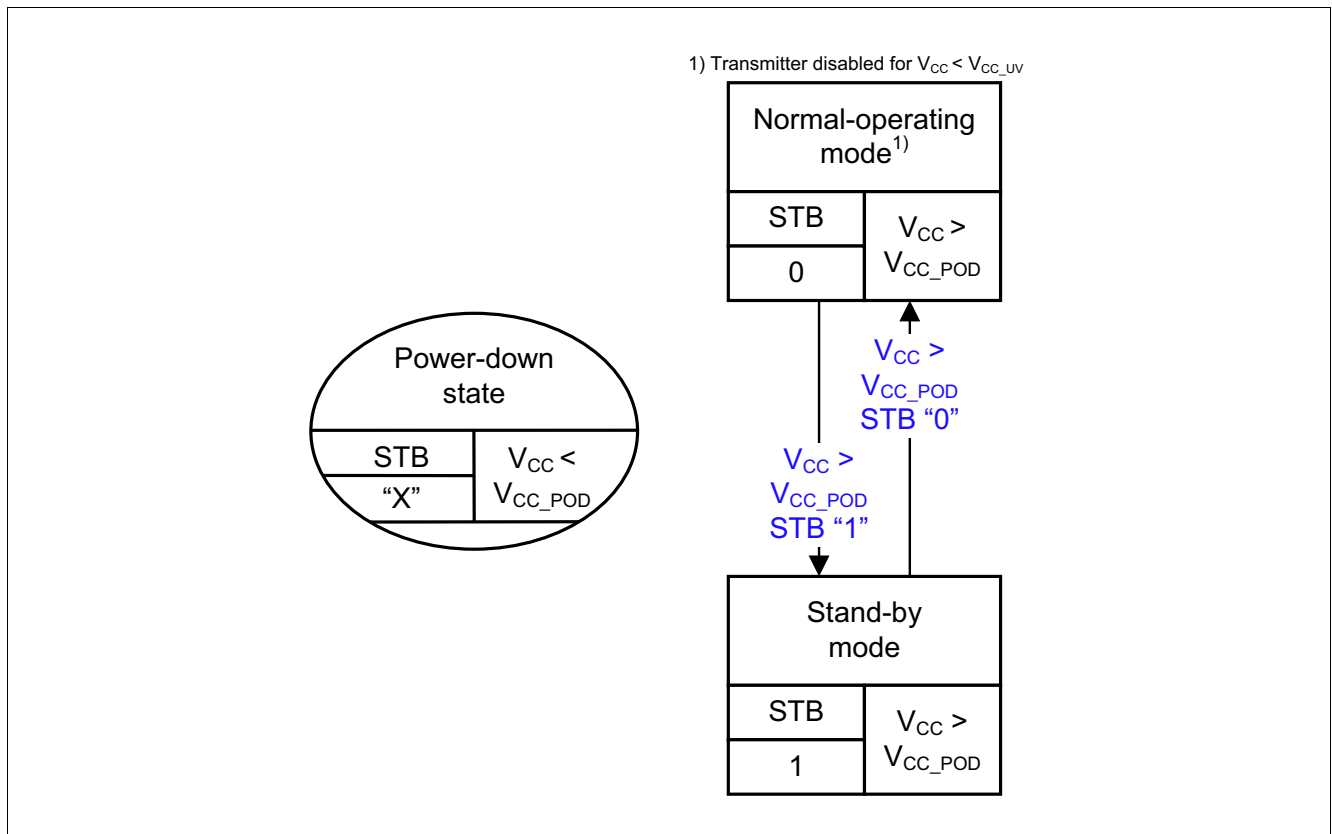 1) Transmitter disabled for VCC < VCC_UV
Normal-operating
mode1)
STB
0
VCC >
VCC_POD
VCC >
VCC_POD
STB “0”
Power-down
state
STB
“X”
VCC <
VCC_POD
VCC >
VCC_POD
STB “1”
Stand-by
mode
STB
1
VCC >
VCC_POD